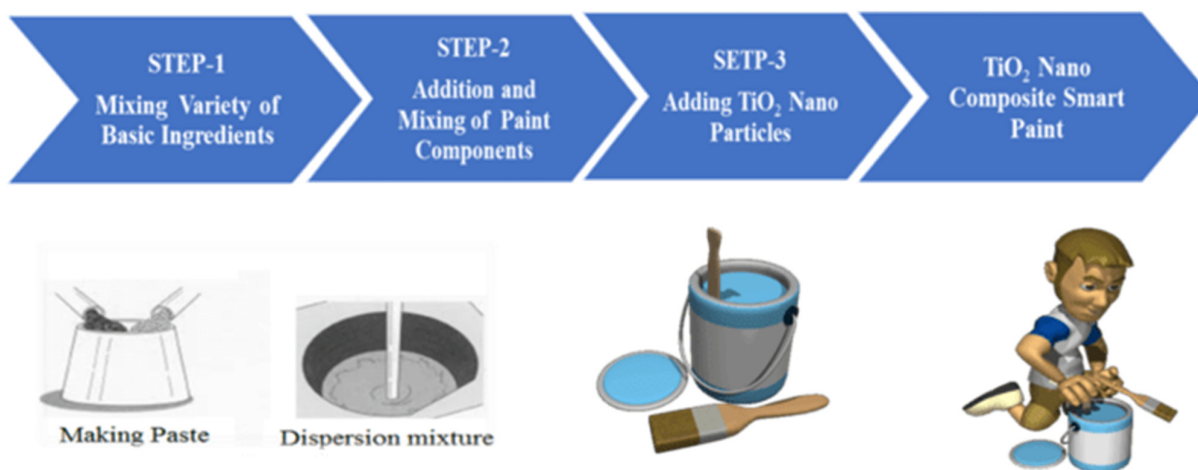 STEP-1
Mixing Variety of
Basic Ingredients
STEP-2
Addition and
Mixing of Paint
Components
SETP-3
Adding TiO₂ Nano
Particles
TiO₂ Nano
Composite Smart
Paint
Making Paste
Dispersion mixture